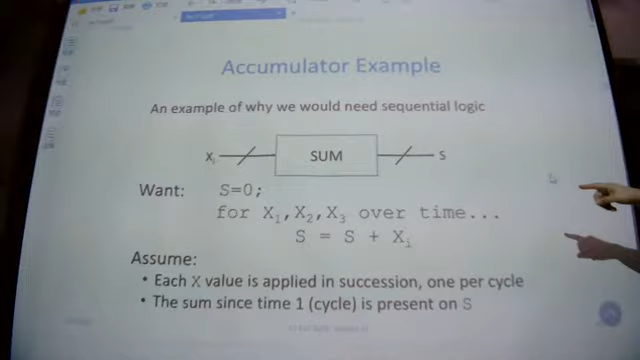 Accumulator Example
An example of why we would need sequential logic
Xi SUM S
Want: S=0;
for X1,X2,X3 over time...
S = S + Xi
Assume:
• Each X value is applied in succession, one per cycle
• The sum since time 1 (cycle) is present on S